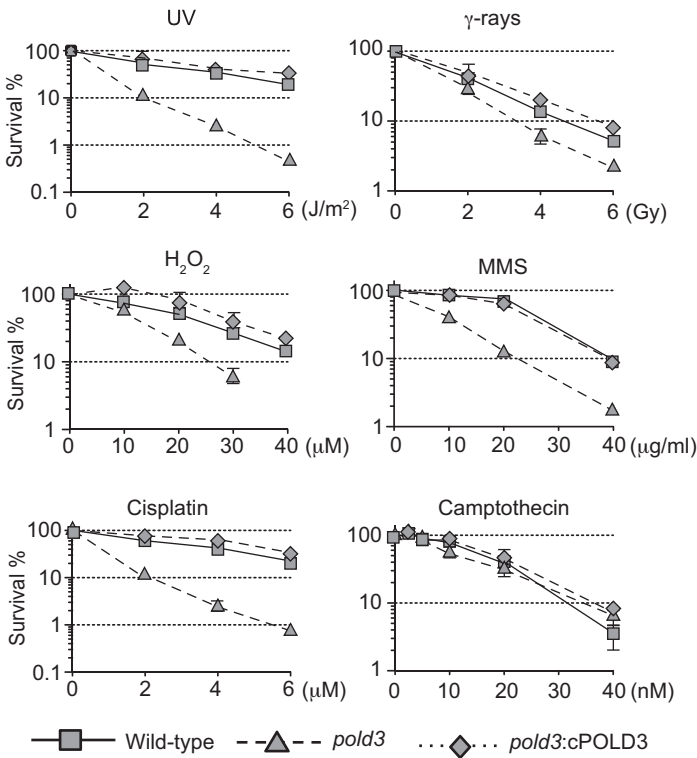 UV
γ-rays
Survival %
100
10
1
0.1
0 2 4 6 (J/m²)
100
10
1
0 2 4 6 (Gy)
H₂O₂
MMS
Survival %
100
10
1
0 10 20 30 40 (μM)
100
10
1
0 10 20 30 40 (μg/ml)
Cisplatin
Camptothecin
Survival %
100
10
1
0.1
0 2 4 6 (μM)
100
10
1
0 10 20 30 40 (nM)
Wild-type pold3 pold3:cPOLD3